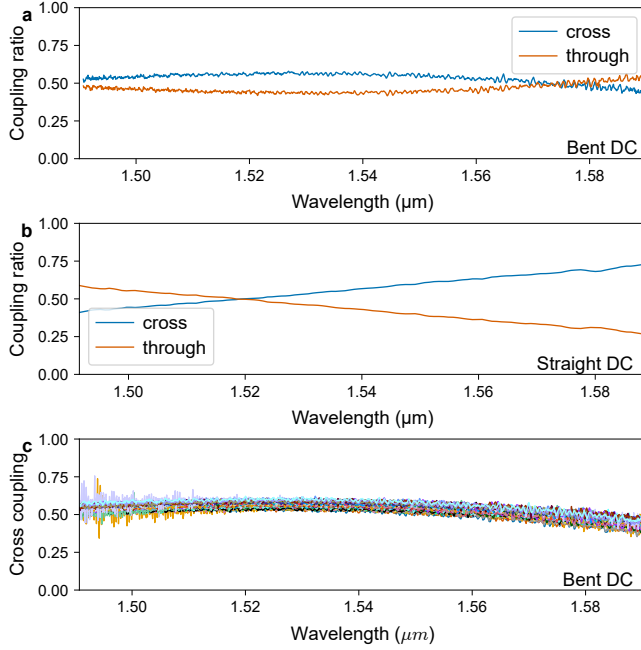 a
1.00
0.75
0.50
0.25
0.00
Coupling ratio
cross
through
Bent DC
1.50 1.52 1.54 1.56 1.58
Wavelength (µm)
b
1.00
0.75
0.50
0.25
0.00
Coupling ratio
cross
through
Straight DC
1.50 1.52 1.54 1.56 1.58
Wavelength (µm)
c
1.00
0.75
0.50
0.25
0.00
Cross coupling
Bent DC
1.50 1.52 1.54 1.56 1.58
Wavelength (µm)